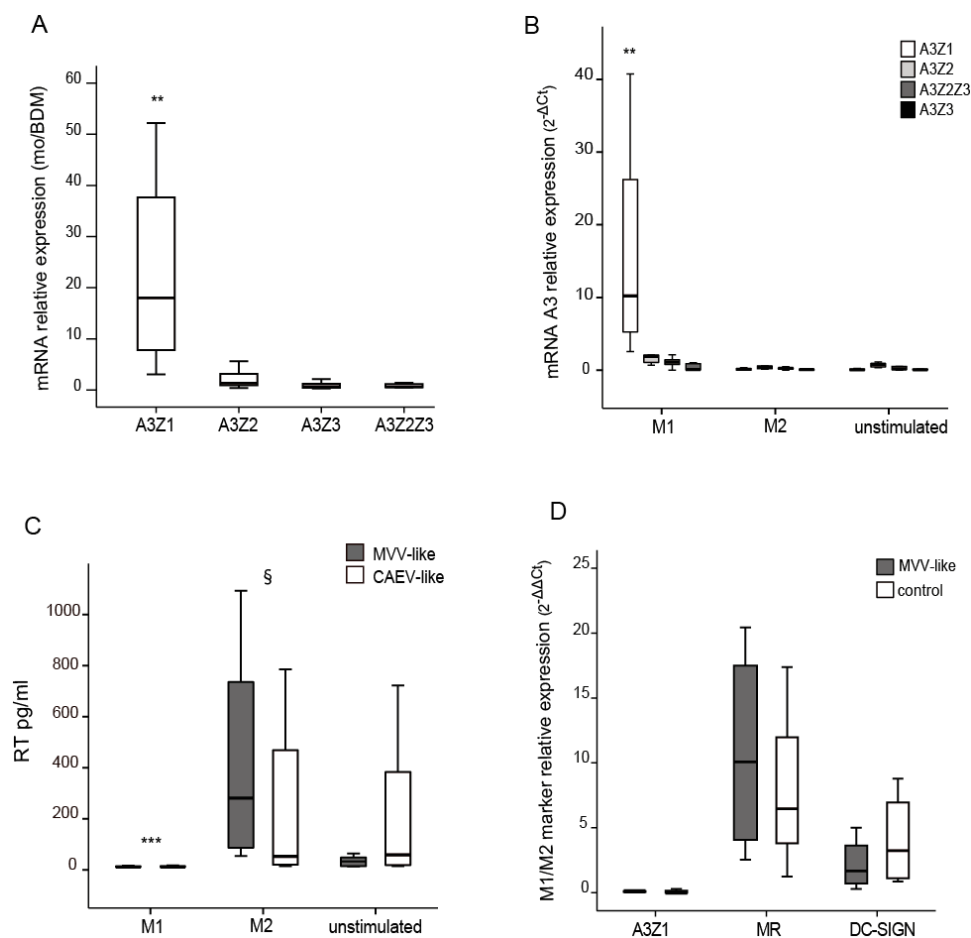 A
mRNA relative expression (mo/BDM)
60
50
40
30
20
10
0
**
A3Z1 A3Z2 A3Z3 A3Z2Z3
B
mRNA A3 relative expression (2-ΔCt)
40
30
20
10
0
**
A3Z1
A3Z2
A3Z2Z3
A3Z3
M1 M2 unstimulated
C
RT pg/ml
1000
800
600
400
200
0
MVV-like
CAEV-like
§
***
M1 M2 unstimulated
D
M1/M2 marker relative expression (2-ΔΔCt)
25
20
15
10
5
0
MVV-like
control
A3Z1 MR DC-SIGN